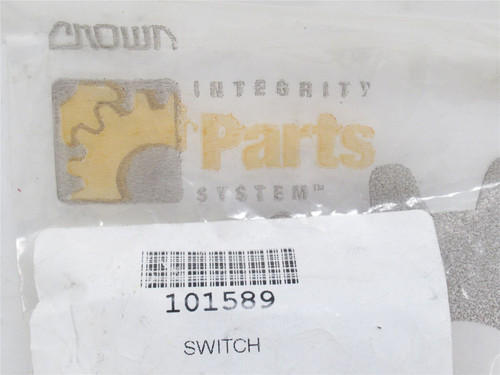 CROWN
INTEGRITY
Parts
SYSTEM™
101589
SWITCH